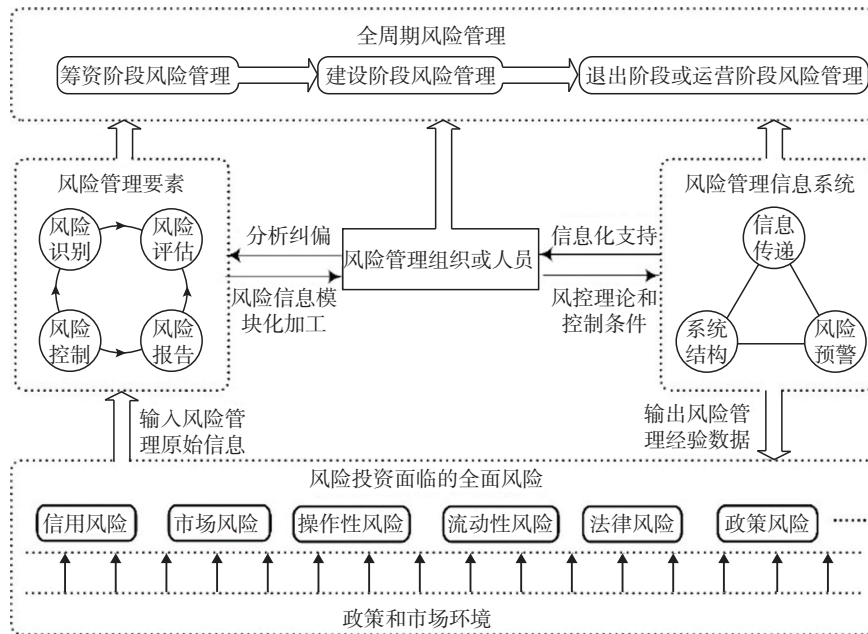 全周期风险管理
筹资阶段风险管理
建设阶段风险管理
退出阶段或运营阶段风险管理
风险管理要素
风险
识别
风险
评估
风险
控制
风险
报告
分析纠偏
风险信息模
块化加工
风险管理组织或人员
信息化支持
风控理论和
控制条件
风险管理信息系统
信息
传递
系统
结构
风险
预警
输入风险管
理原始信息
输出风险管
理经验数据
风险投资面临的全面风险
信用风险
市场风险
操作性风险
流动性风险
法律风险
政策风险
政策和市场环境